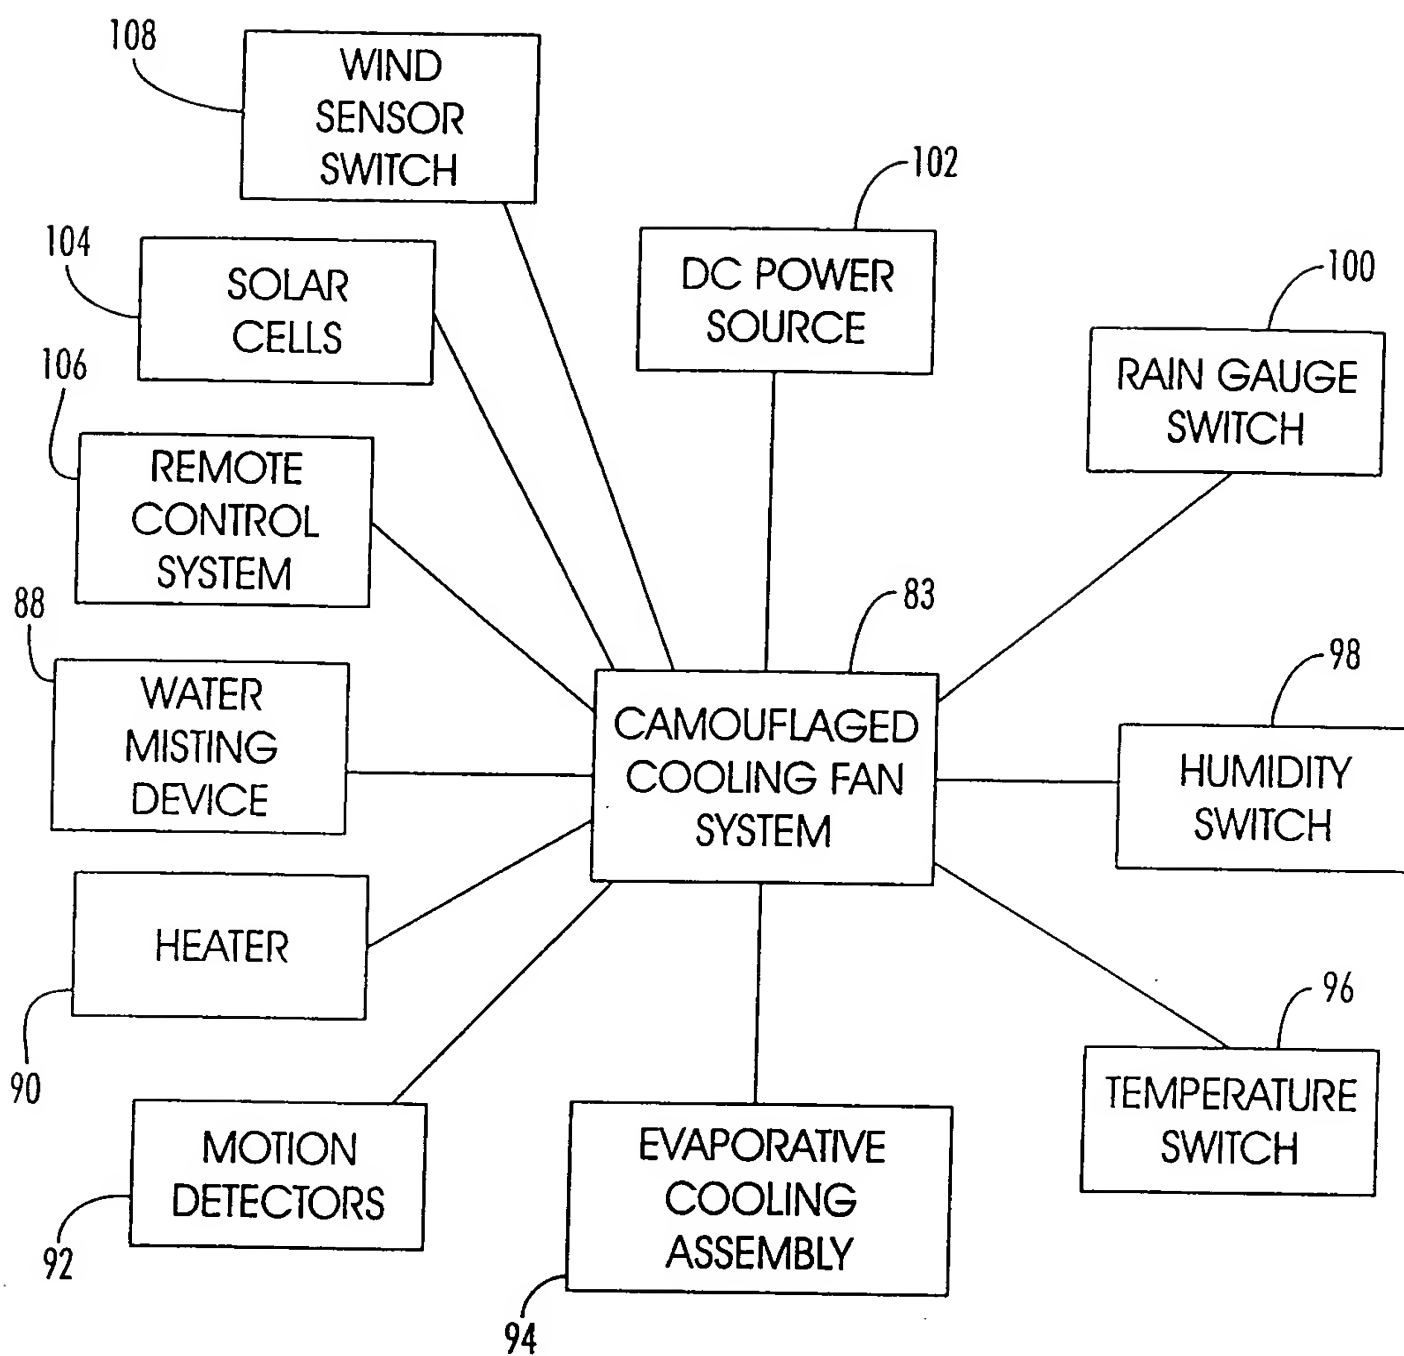 108
WIND
SENSOR
SWITCH
102
DC POWER
SOURCE
104
SOLAR
CELLS
100
RAIN GAUGE
SWITCH
106
REMOTE
CONTROL
SYSTEM
88
WATER
MISTING
DEVICE
83
CAMOUFLAGED
COOLING FAN
SYSTEM
98
HUMIDITY
SWITCH
HEATER
90
96
TEMPERATURE
SWITCH
MOTION
DETECTORS
92
EVAPORATIVE
COOLING
ASSEMBLY
94